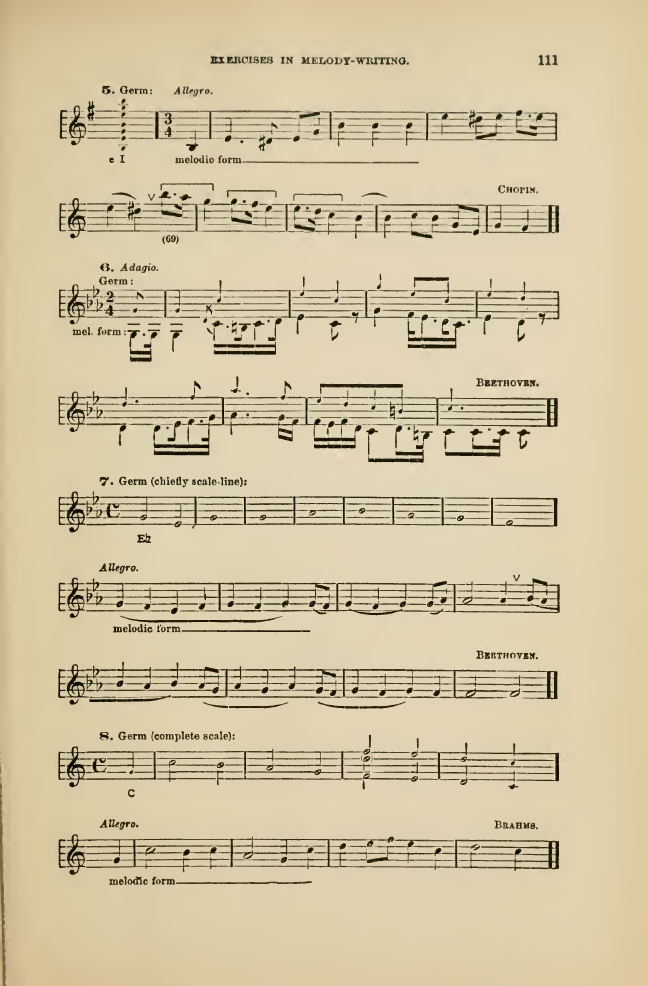 EXERCISES IN MELODY-WRITING. 111
5. Germ: Allegro.
3
4
e I melodic form
CHOPIN.
V
(69)
6. Adagio.
Germ:
2
4
mel. form:
BEETHOVEN.
7. Germ (chiefly scale-line):
C
E♭
Allegro.
V
melodic form
BEETHOVEN.
8. Germ (complete scale):
C
C
Allegro. BRAHMS.
melodic form